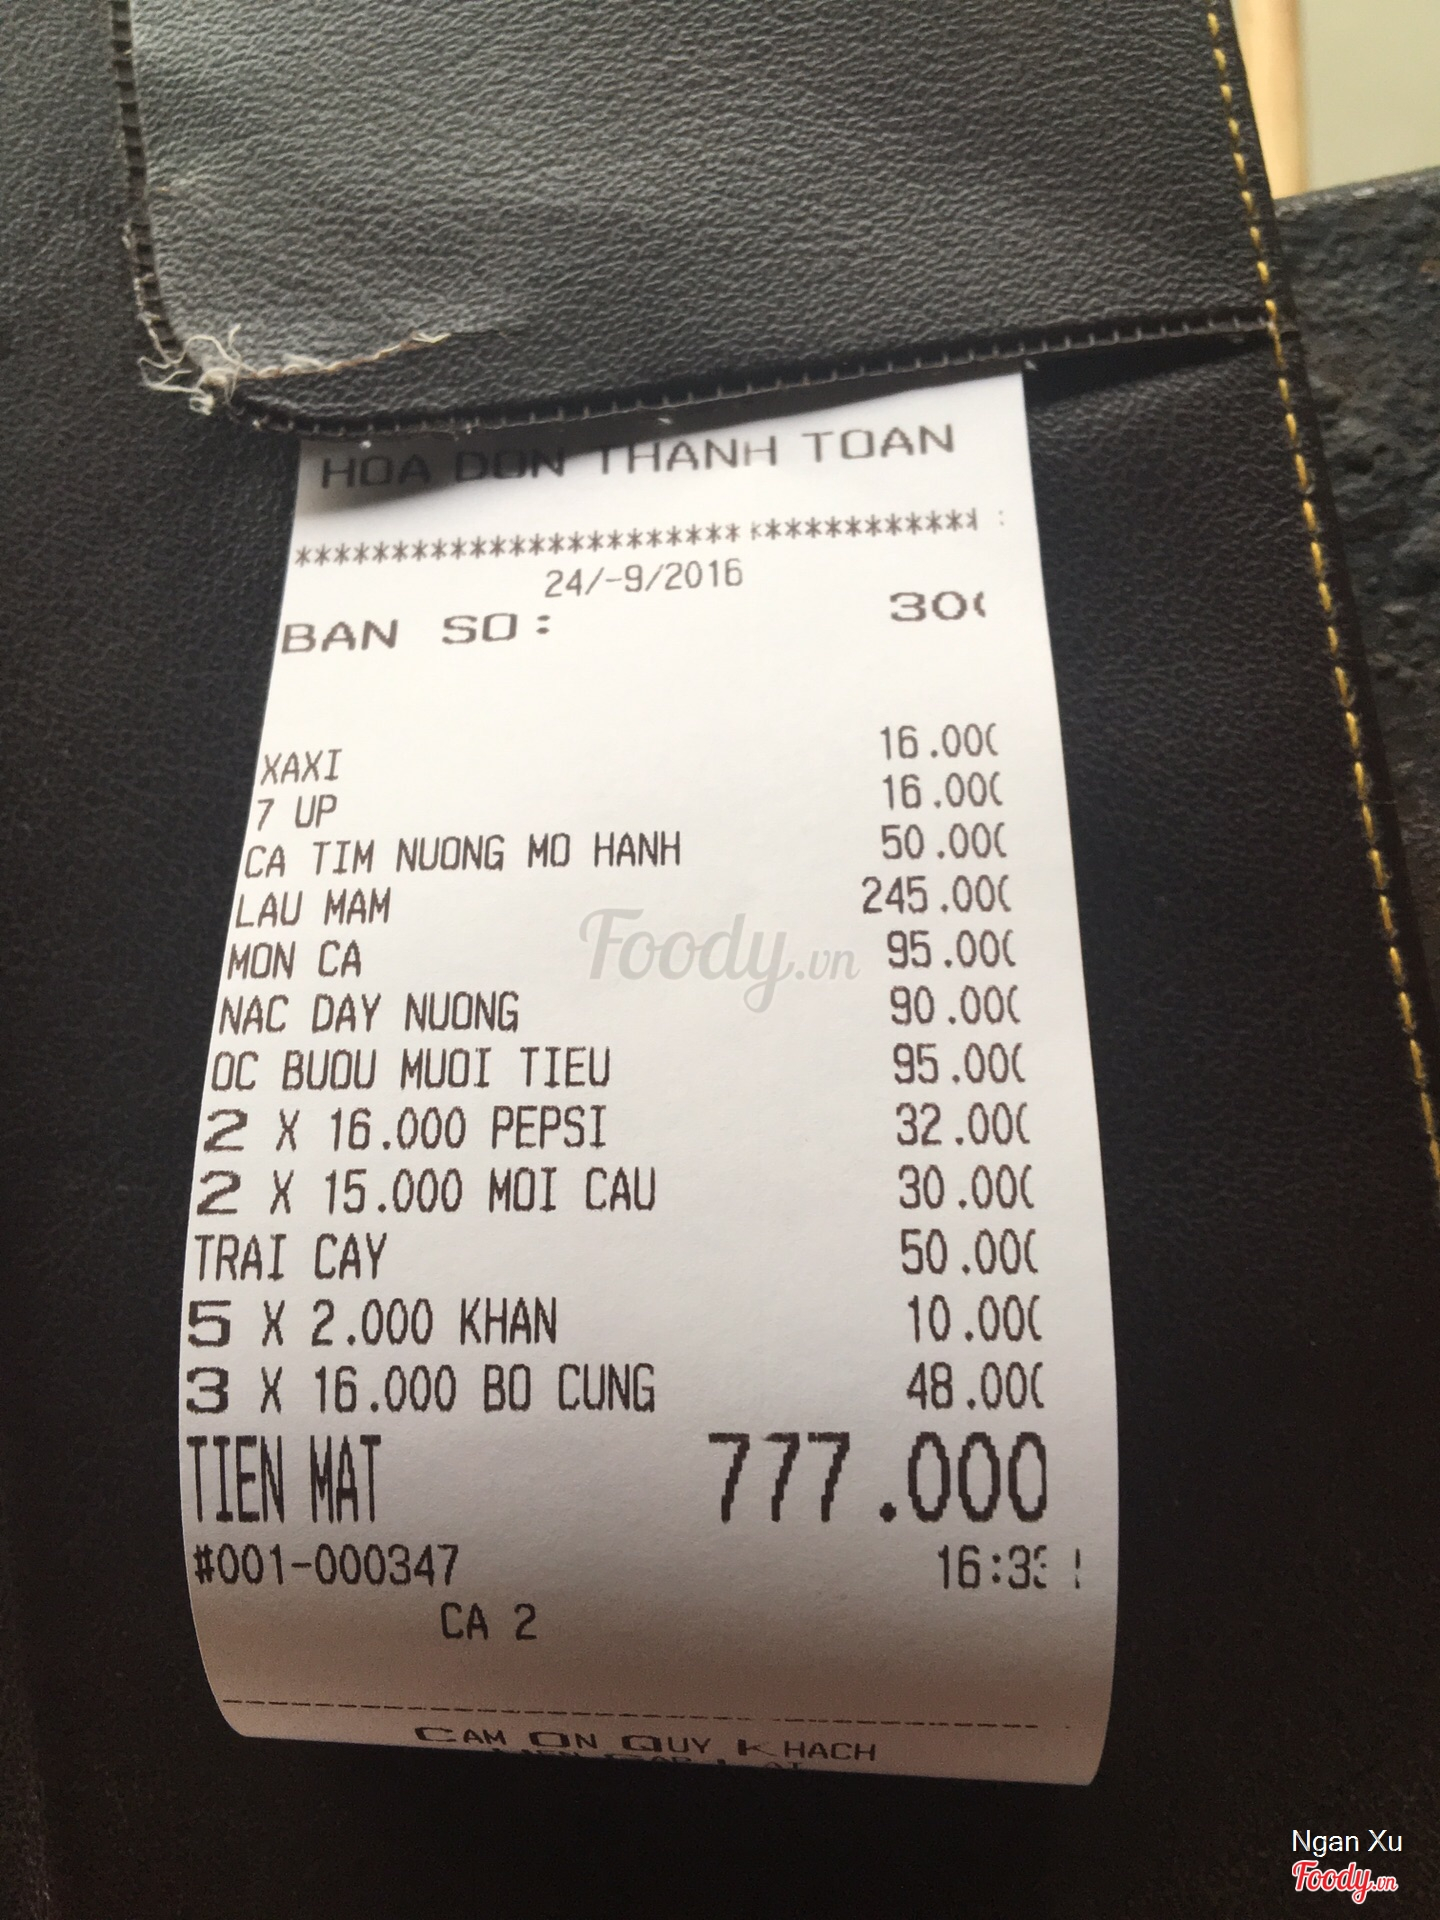 HOA DON THANH TOAN
************************************
24/-9/2016
BAN SO: 30
XAXI 16.000
7 UP 16.000
CA TIM NUONG MO HANH 50.000
LAU MAM 245.000
MON CA 95.000
NAC DAY NUONG 90.000
OC BUOU MUOI TIEU 95.000
2 X 16.000 PEPSI 32.000
2 X 15.000 MOI CAU 30.000
TRAI CAY 50.000
5 X 2.000 KHAN 10.000
3 X 16.000 BO CUNG 48.000
TIEN MAT 777.000
#001-000347 16:33
CA 2
CAM ON QUY KHACH
Foody.vn
Ngan Xu
Foody.vn